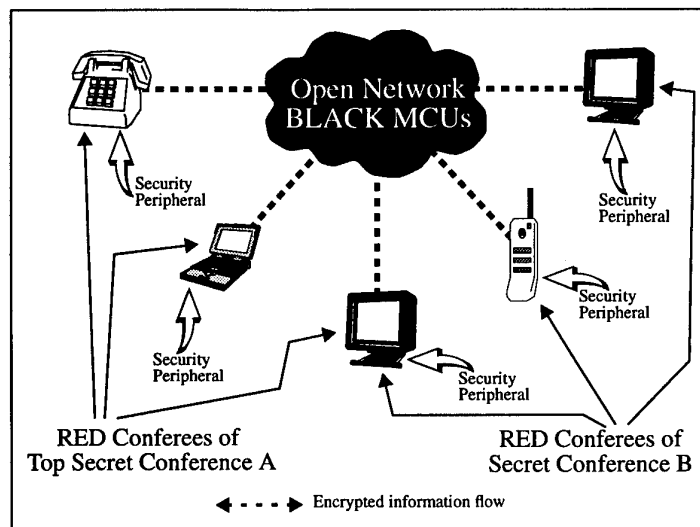 Open Network
BLACK MCUs
Security
Peripheral
Security
Peripheral
Security
Peripheral
Security
Peripheral
Security
Peripheral
RED Conferees of
Top Secret Conference A
RED Conferees of
Secret Conference B
Encrypted information flow